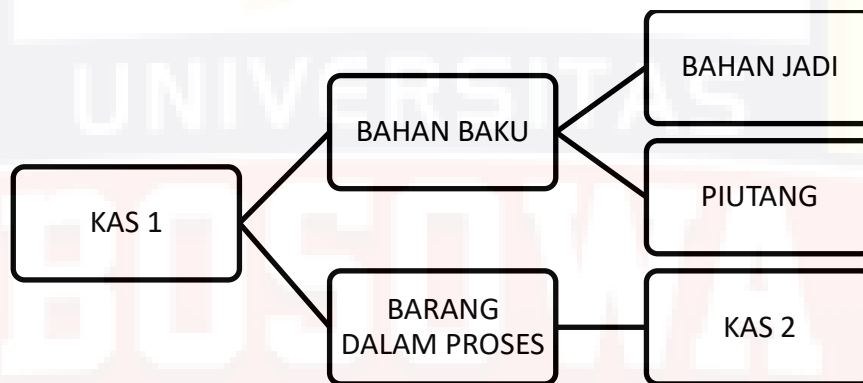 UNIVERSITAS
BOSOWA
BAHAN JADI
BAHAN BAKU
PIUTANG
KAS 1
BARANG
DALAM PROSES
KAS 2